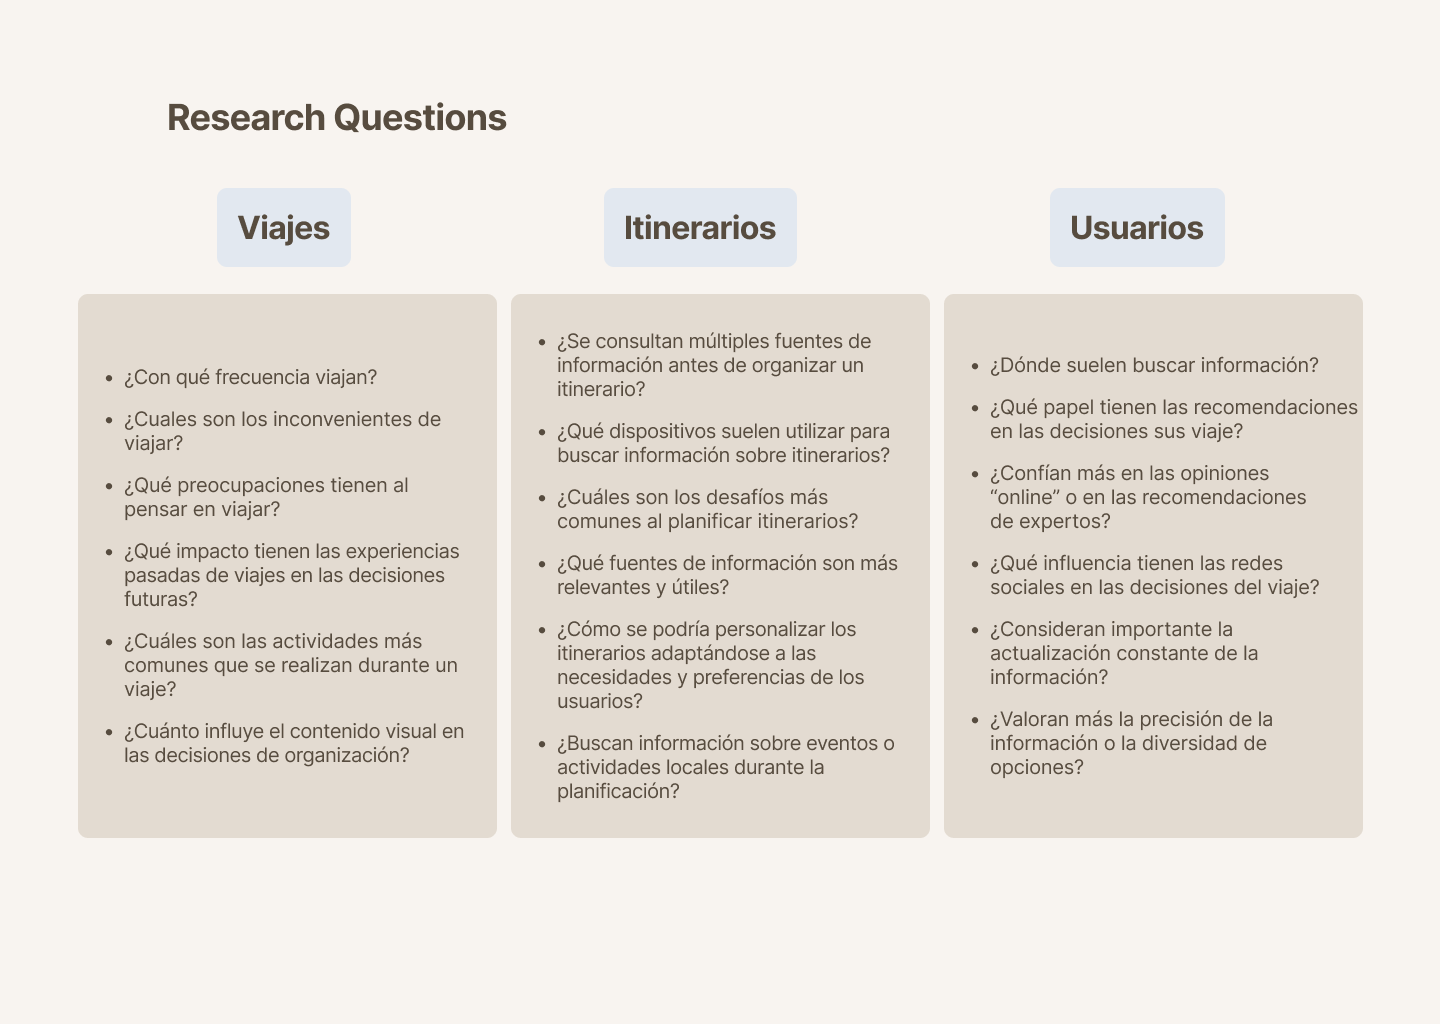 Research Questions
Viajes
• ¿Con qué frecuencia viajan?
• ¿Cuales son los inconvenientes de
viajar?
• ¿Qué preocupaciones tienen al
pensar en viajar?
• ¿Qué impacto tienen las experiencias
pasadas de viajes en las decisiones
futuras?
• ¿Cuáles son las actividades más
comunes que se realizan durante un
viaje?
• ¿Cuánto influye el contenido visual en
las decisiones de organización?
Itinerarios
• ¿Se consultan múltiples fuentes de
información antes de organizar un
itinerario?
• ¿Qué dispositivos suelen utilizar para
buscar información sobre itinerarios?
• ¿Cuáles son los desafíos más
comunes al planificar itinerarios?
• ¿Qué fuentes de información son más
relevantes y útiles?
• ¿Cómo se podría personalizar los
itinerarios adaptándose a las
necesidades y preferencias de los
usuarios?
• ¿Buscan información sobre eventos o
actividades locales durante la
planificación?
Usuarios
• ¿Dónde suelen buscar información?
• ¿Qué papel tienen las recomendaciones
en las decisiones sus viaje?
• ¿Confían más en las opiniones
“online” o en las recomendaciones
de expertos?
• ¿Qué influencia tienen las redes
sociales en las decisiones del viaje?
• ¿Consideran importante la
actualización constante de la
información?
• ¿Valoran más la precisión de la
información o la diversidad de
opciones?